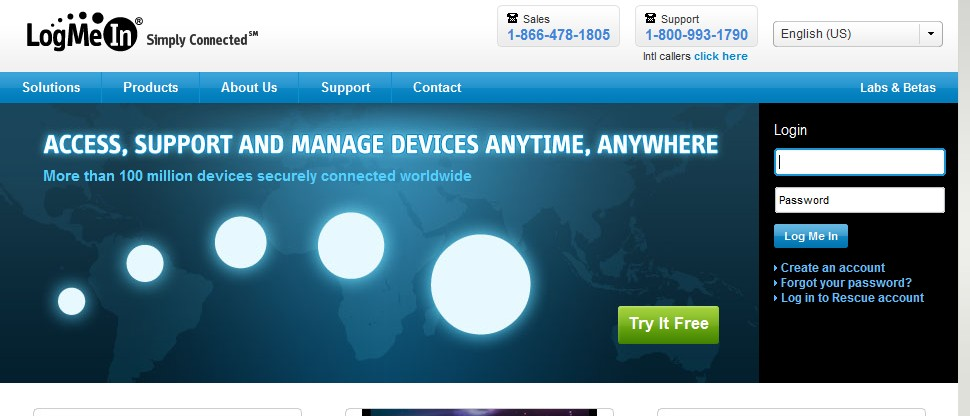 LogMeIn® Simply Connected℠
Sales
1-866-478-1805
Support
1-800-993-1790
Intl callers click here
English (US)
Solutions Products About Us Support Contact Labs & Betas
ACCESS, SUPPORT AND MANAGE DEVICES ANYTIME, ANYWHERE
More than 100 million devices securely connected worldwide
Try It Free
Login
Password
Log Me In
Create an account
Forgot your password?
Log in to Rescue account